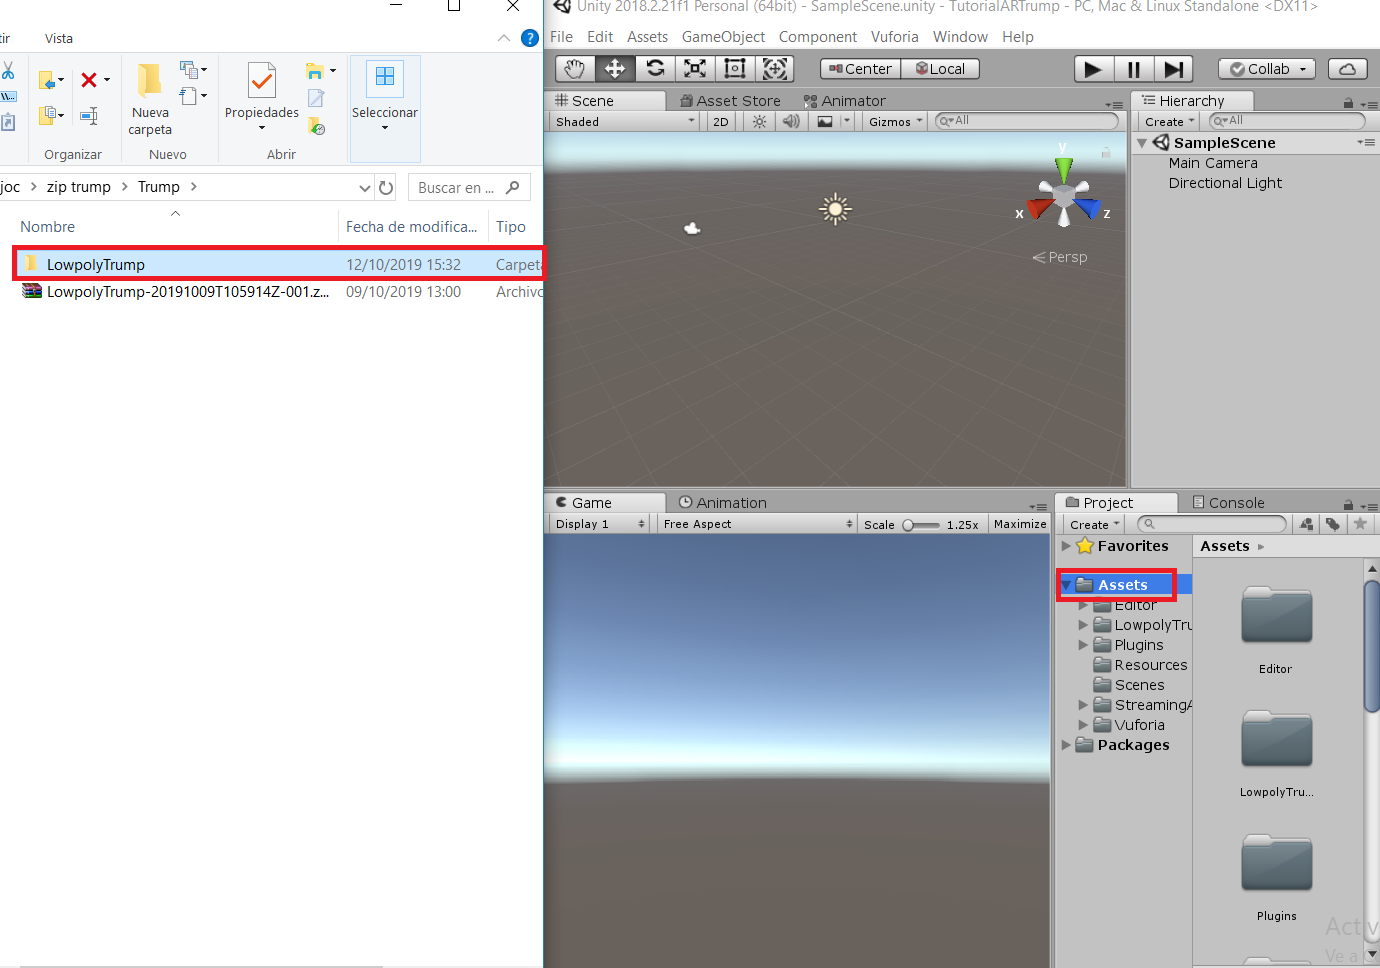 tir Vista
Nueva carpeta
Propiedades
Seleccionar
Organizar Nuevo Abrir
joc > zip trump > Trump >
Buscar en ...
Nombre Fecha de modifica... Tipo
LowpolyTrump 12/10/2019 15:32 Carpeta
LowpolyTrump-20191009T105914Z-001.z... 09/10/2019 13:00 Archivo
Unity 2018.2.21f1 Personal (64bit) - SampleScene.unity - TutorialARTrump - PC, Mac & Linux Standalone <DX11>
File Edit Assets GameObject Component Vuforia Window Help
Center Local Collab
Scene Asset Store Animator
Shaded 2D Gizmos All
y
x
z
Persp
Hierarchy
Create All
SampleScene
Main Camera
Directional Light
Game Animation
Display 1 Free Aspect Scale 1.25x Maximize
Project Console
Create
Favorites
Assets
Editor
LowpolyTru
Plugins
Resources
Scenes
StreamingA
Vuforia
Packages
Assets
Editor
LowpolyTru...
Plugins
Activ
Ve a